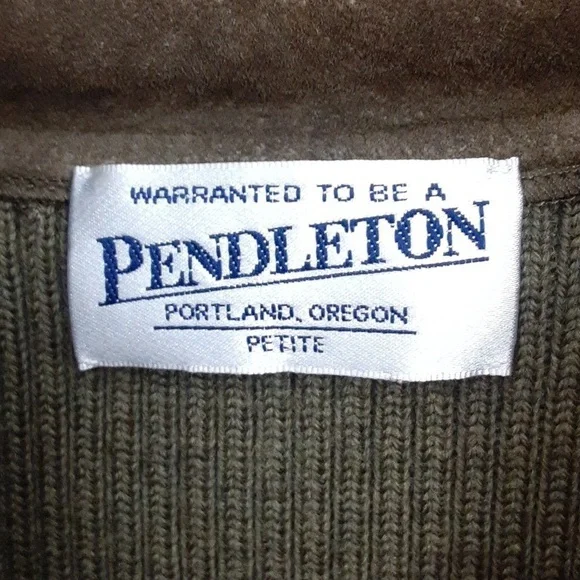 WARRANTED TO BE A
PENDLETON
PORTLAND, OREGON
PETITE